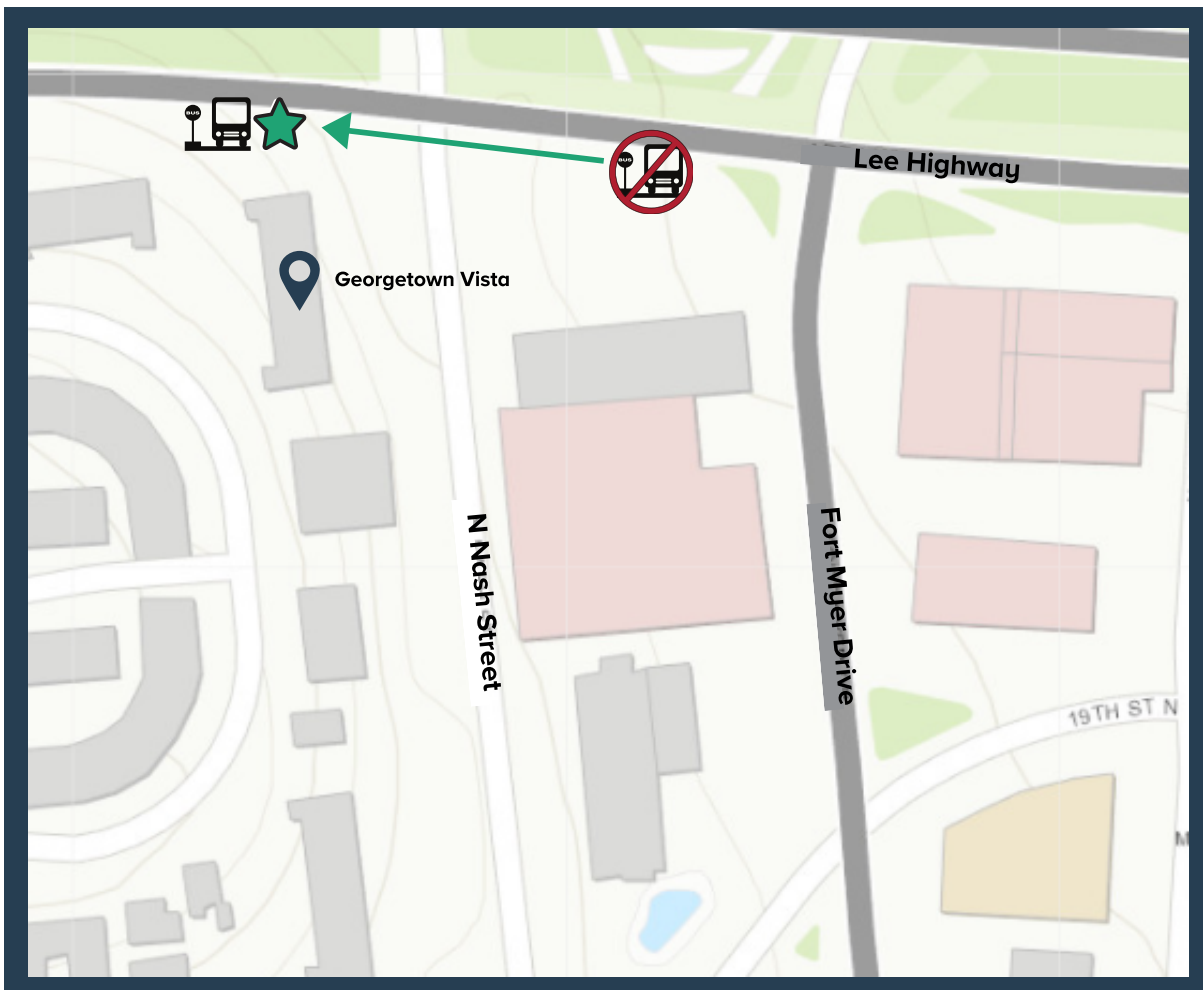 BUS
BUS
Lee Highway
Georgetown Vista
N Nash Street
Fort Myer Drive
19TH ST N
M